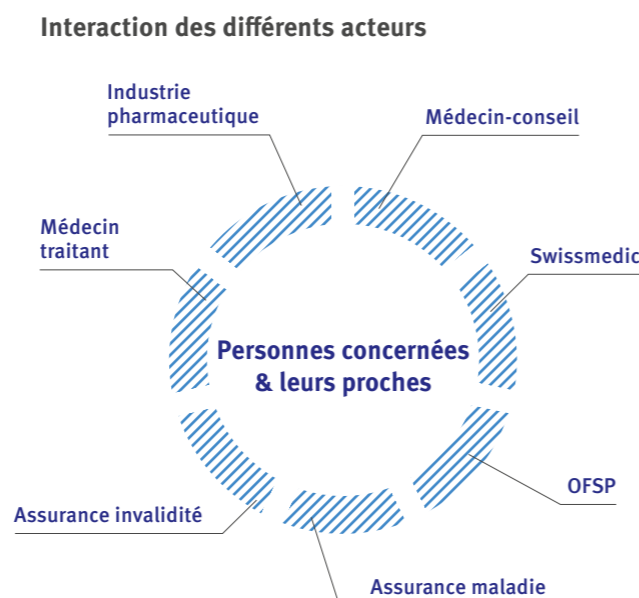 Interaction des différents acteurs
Industrie
pharmaceutique
Médecin-conseil
Médecin
traitant
Swissmedic
Personnes concernées
& leurs proches
OFSP
Assurance invalidité
Assurance maladie